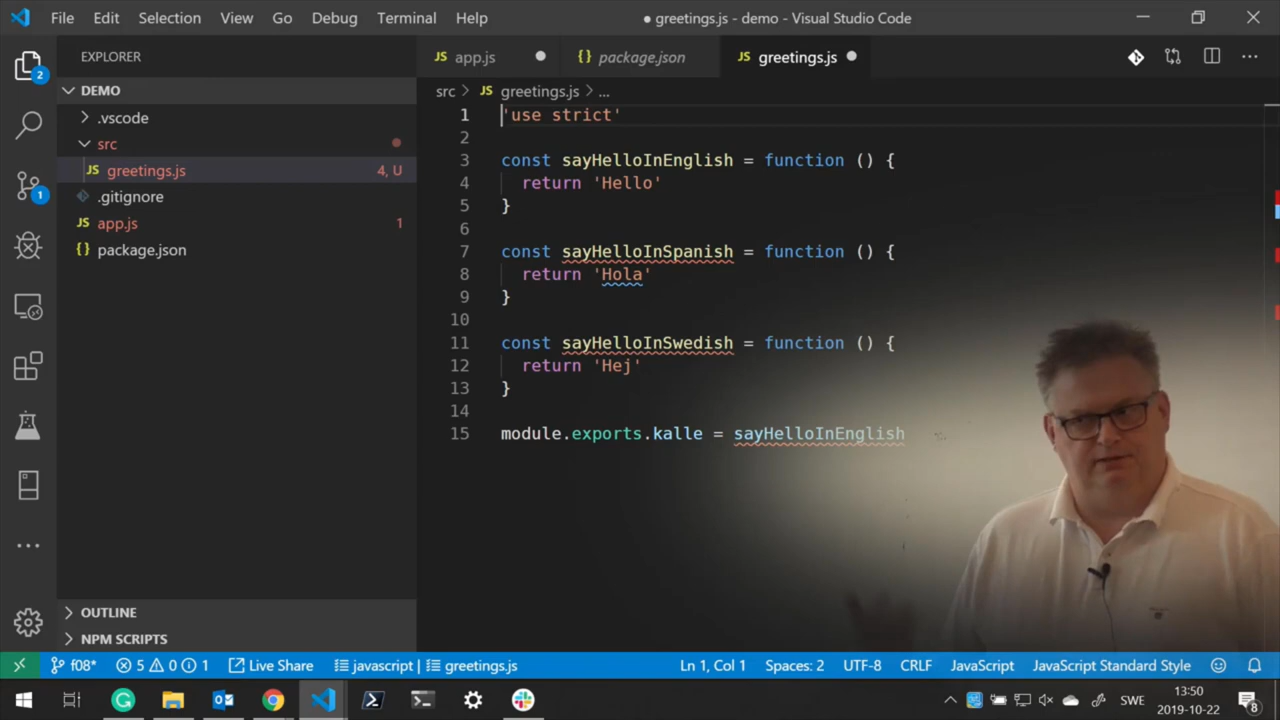 File Edit Selection View Go Debug Terminal Help
● greetings.js - demo - Visual Studio Code
EXPLORER
JS app.js
{} package.json
JS greetings.js
2
DEMO
src > JS greetings.js > ...
.vscode
src
JS greetings.js 4, U
.gitignore
JS app.js 1
{} package.json
1
1 'use strict'
2
3 const sayHelloInEnglish = function () {
4 return 'Hello'
5 }
6
7 const sayHelloInSpanish = function () {
8 return 'Hola'
9 }
10
11 const sayHelloInSwedish = function () {
12 return 'Hej'
13 }
14
15 module.exports.kalle = sayHelloInEnglish
OUTLINE
NPM SCRIPTS
f08* 5 0 1 Live Share javascript | greetings.js Ln 1, Col 1 Spaces: 2 UTF-8 CRLF JavaScript JavaScript Standard Style
SWE
13:50
2019-10-22
8